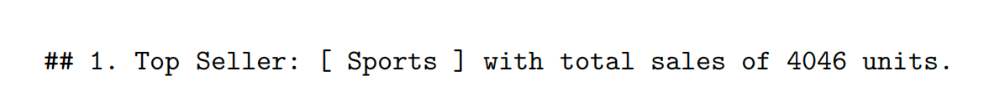 ## 1. Top Seller: [ Sports ] with total sales of 4046 units.